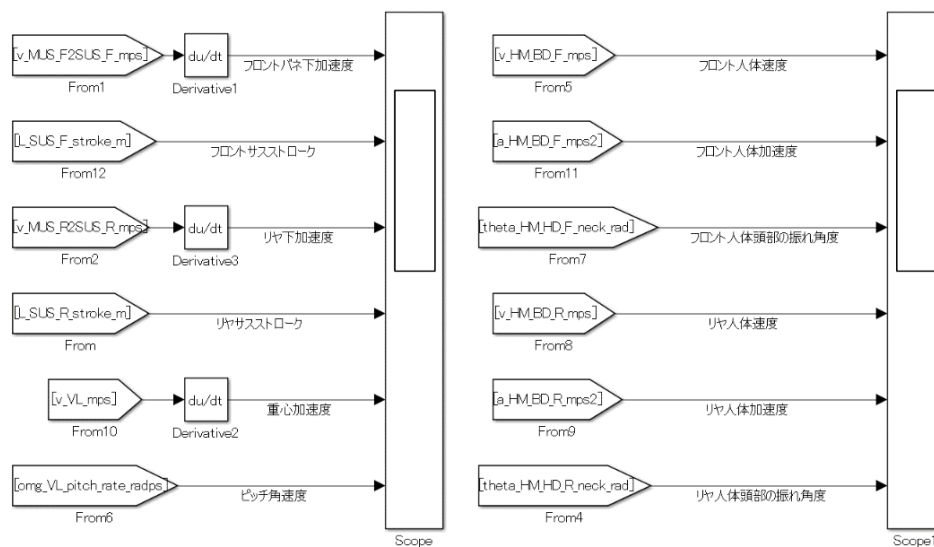 [v_MUS_F2SUS_F_mps]
du/dt
フロントバネ下加速度
From1
Derivative1
[L_SUS_F_stroke_m]
フロントサスストローク
From12
[v_MUS_R2SUS_R_mps]
du/dt
リヤ下加速度
From2
Derivative3
[L_SUS_R_stroke_m]
リヤサスストローク
From
[v_VL_mps]
du/dt
重心加速度
From10
Derivative2
[omg_VL_pitch_rate_radps]
ピッチ角速度
From6
Scope
[v_HM_BD_F_mps]
フロント人体速度
From5
[a_HM_BD_F_mps2]
フロント人体加速度
From11
[theta_HM_HD_F_neck_rad]
フロント人体頭部の振れ角度
From7
[v_HM_BD_R_mps]
リヤ人体速度
From8
[a_HM_BD_R_mps2]
リヤ人体加速度
From9
[theta_HM_HD_R_neck_rad]
リヤ人体頭部の振れ角度
From4
Scope1